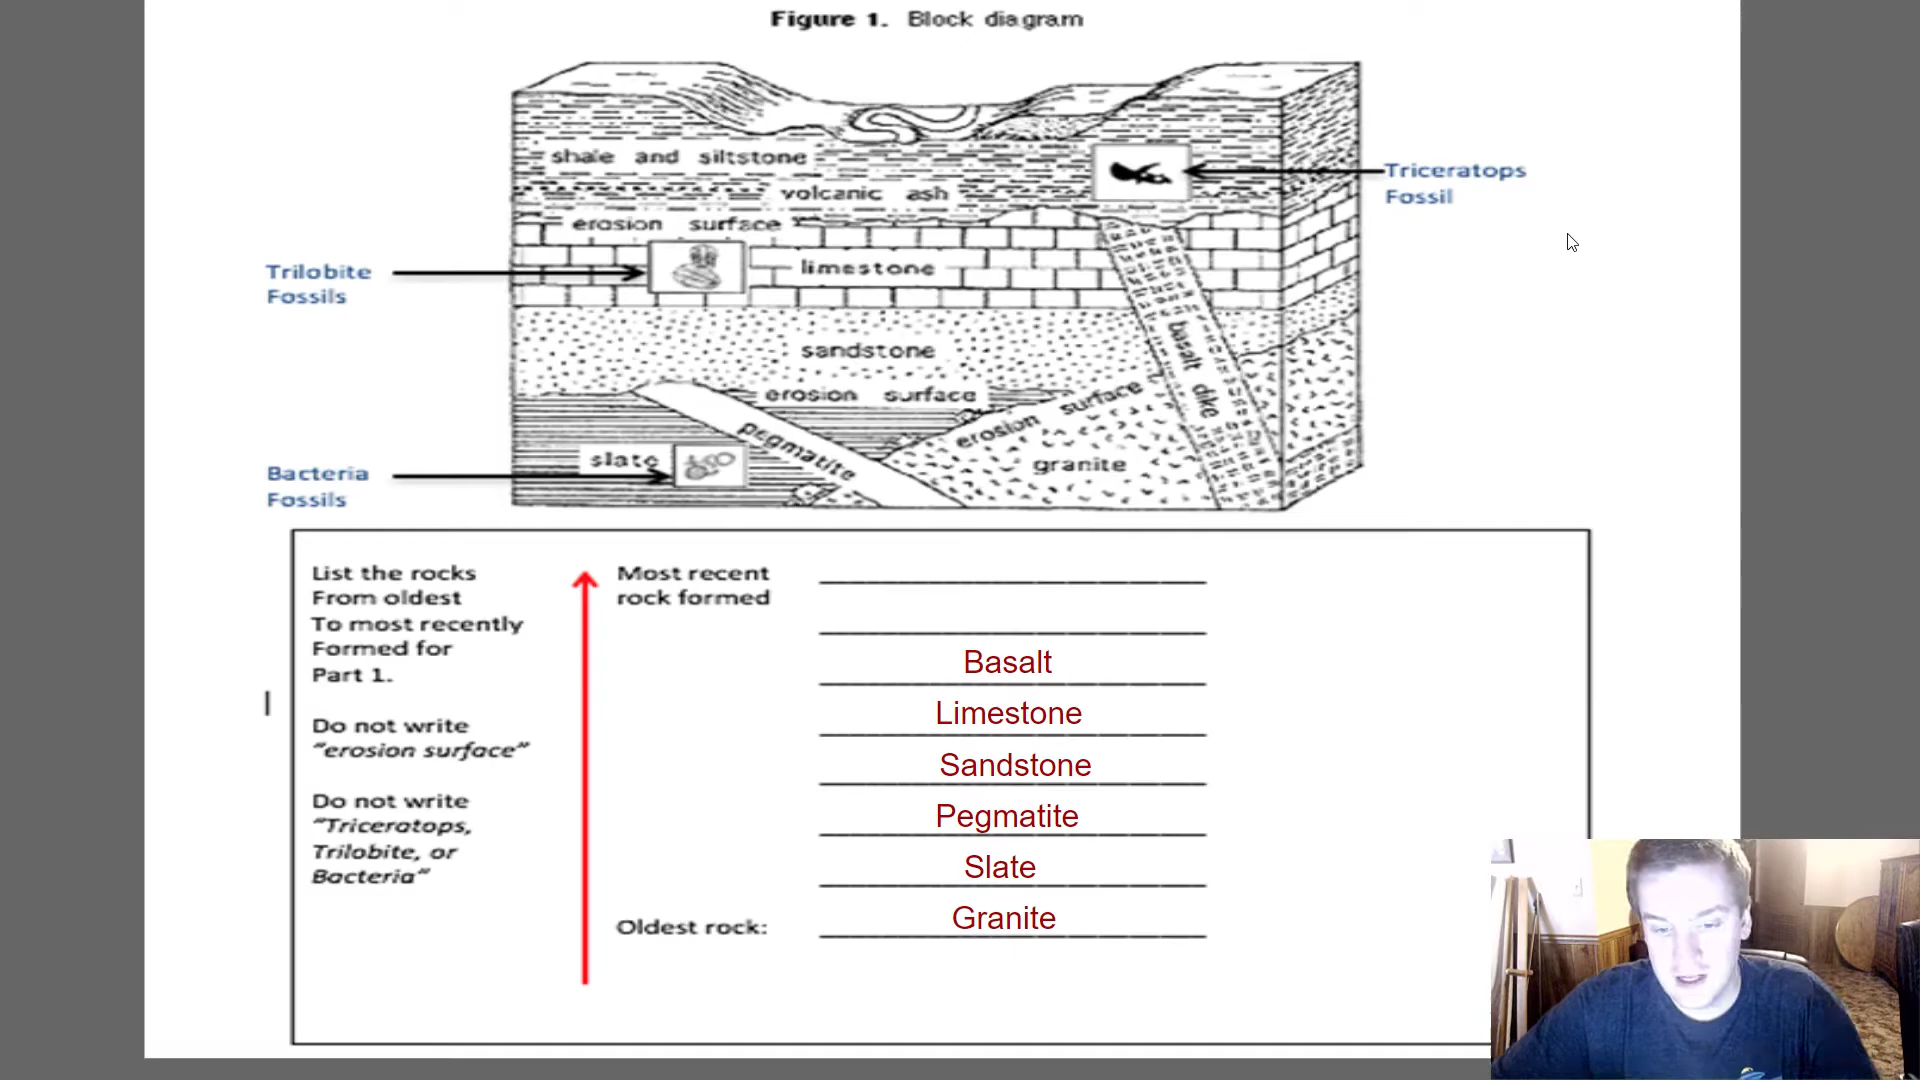 Figure 1. Block diagram
shale and siltstone
volcanic ash
Triceratops
Fossil
erosion surface
Trilobite
Fossils
limestone
sandstone
basalt dike
erosion surface
erosion surface
pegmatite
slate
granite
Bacteria
Fossils
List the rocks
From oldest
To most recently
Formed for
Part 1.
Do not write
“erosion surface”
Do not write
“Triceratops,
Trilobite, or
Bacteria”
Most recent
rock formed
Basalt
Limestone
Sandstone
Pegmatite
Slate
Oldest rock: Granite